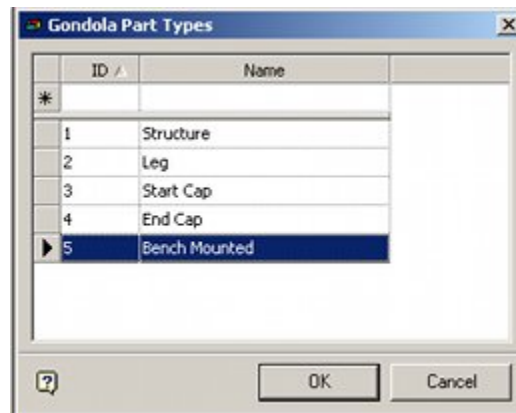 Gondola Part Types
ID Name
*
1 Structure
2 Leg
3 Start Cap
4 End Cap
5 Bench Mounted
? OK Cancel